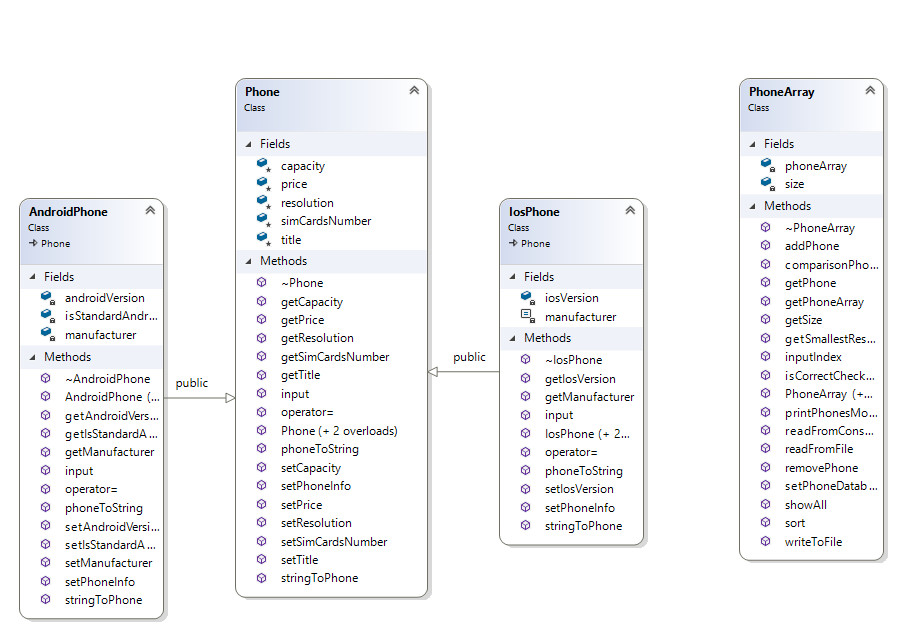 AndroidPhone
Class
Phone
Fields
androidVersion
isStandardAndr...
manufacturer
Methods
~AndroidPhone
AndroidPhone (...
getAndroidVers...
getIsStandardA...
getManufacturer
input
operator=
phoneToString
setAndroidVersi...
setIsStandardA...
setManufacturer
setPhoneInfo
stringToPhone
public
Phone
Class
Fields
capacity
price
resolution
simCardsNumber
title
Methods
~Phone
getCapacity
getPrice
getResolution
getSimCardsNumber
getTitle
input
operator=
Phone (+ 2 overloads)
phoneToString
setCapacity
setPhoneInfo
setPrice
setResolution
setSimCardsNumber
setTitle
stringToPhone
public
IosPhone
Class
Phone
Fields
iosVersion
manufacturer
Methods
~IosPhone
getIosVersion
getManufacturer
input
IosPhone (+ 2...
operator=
phoneToString
setIosVersion
setPhoneInfo
stringToPhone
PhoneArray
Class
Fields
phoneArray
size
Methods
~PhoneArray
addPhone
comparisonPho...
getPhone
getPhoneArray
getSize
getSmallestRes...
inputIndex
isCorrectCheck...
PhoneArray (+...
printPhonesMo...
readFromCons...
readFromFile
removePhone
setPhoneDatab...
showAll
sort
writeToFile